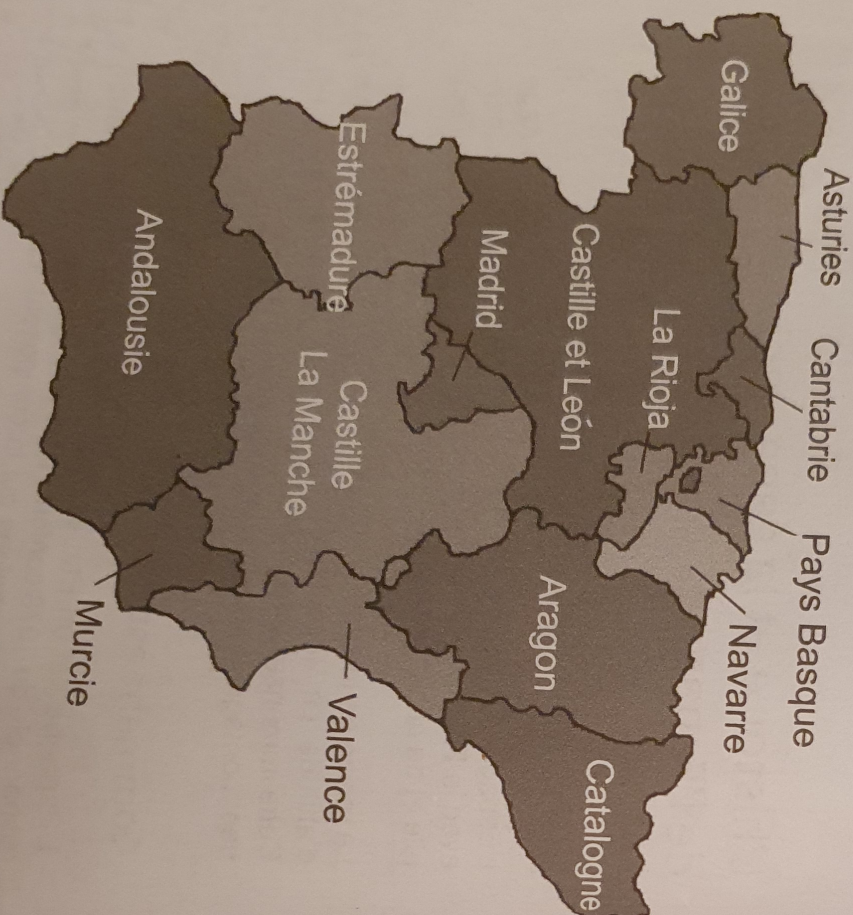 Galice
Asturies
Cantabrie
Pays Basque
Navarre
La Rioja
Castille et León
Aragon
Catalogne
Madrid
Estrémadure
Castille
La Manche
Valence
Andalousie
Murcie